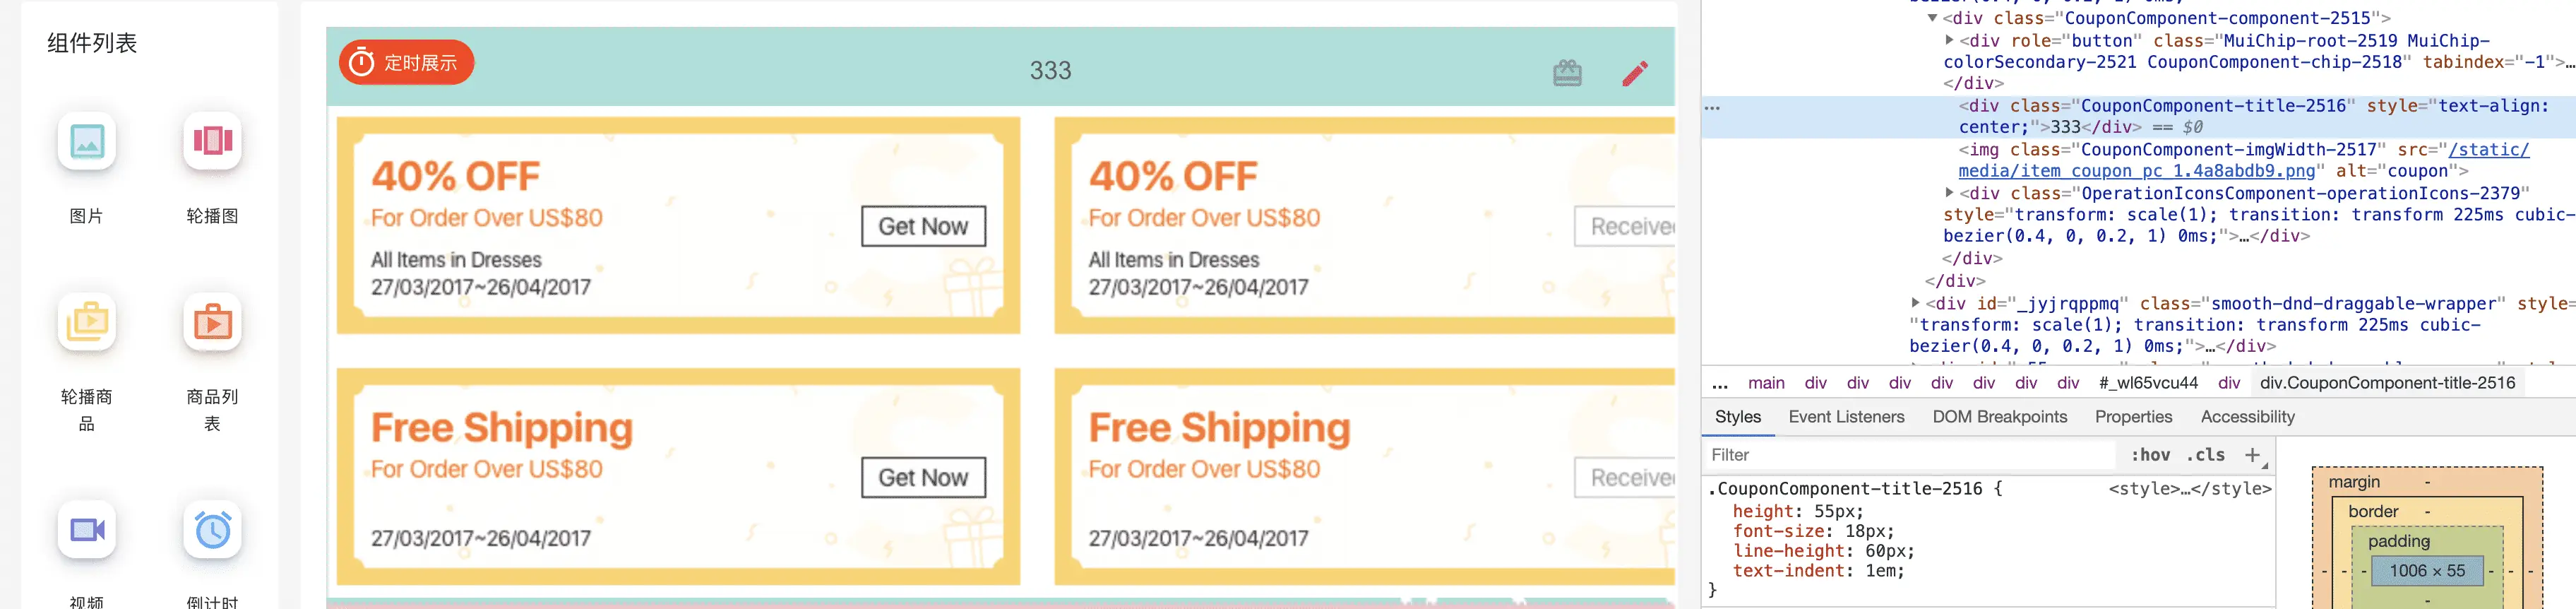 组件列表
图片
轮播图
轮播商
品
商品列
表
视频
倒计时
定时展示
333
40% OFF
For Order Over US$80
Get Now
All Items in Dresses
27/03/2017~26/04/2017
40% OFF
For Order Over US$80
Receive
All Items in Dresses
27/03/2017~26/04/2017
Free Shipping
For Order Over US$80
Get Now
27/03/2017~26/04/2017
Free Shipping
For Order Over US$80
Receive
27/03/2017~26/04/2017
bezier(0.4, 0, 0.2, 1) 0ms;
<div class="CouponComponent-component-2515">
<div role="button" class="MuiChip-root-2519 MuiChip-
colorSecondary-2521 CouponComponent-chip-2518" tabindex="-1">…
</div>
<div class="CouponComponent-title-2516" style="text-align:
center;">333</div> == $0
<img class="CouponComponent-imgWidth-2517" src="/static/
media/item_coupon_pc_1.4a8abdb9.png" alt="coupon">
<div class="OperationIconsComponent-operationIcons-2379"
style="transform: scale(1); transition: transform 225ms cubic-
bezier(0.4, 0, 0.2, 1) 0ms;">…</div>
</div>
</div>
<div id="_jyjrqppmq" class="smooth-dnd-draggable-wrapper" style=
"transform: scale(1); transition: transform 225ms cubic-
bezier(0.4, 0, 0.2, 1) 0ms;">…</div>
… main div div div div div div div #_wl65vcu44 div div.CouponComponent-title-2516
Styles Event Listeners DOM Breakpoints Properties Accessibility
Filter :hov .cls +
.CouponComponent-title-2516 { <style>…</style>
height: 55px;
font-size: 18px;
line-height: 60px;
text-indent: 1em;
}
margin -
border -
padding
- - - 1006 × 55 - - -
-